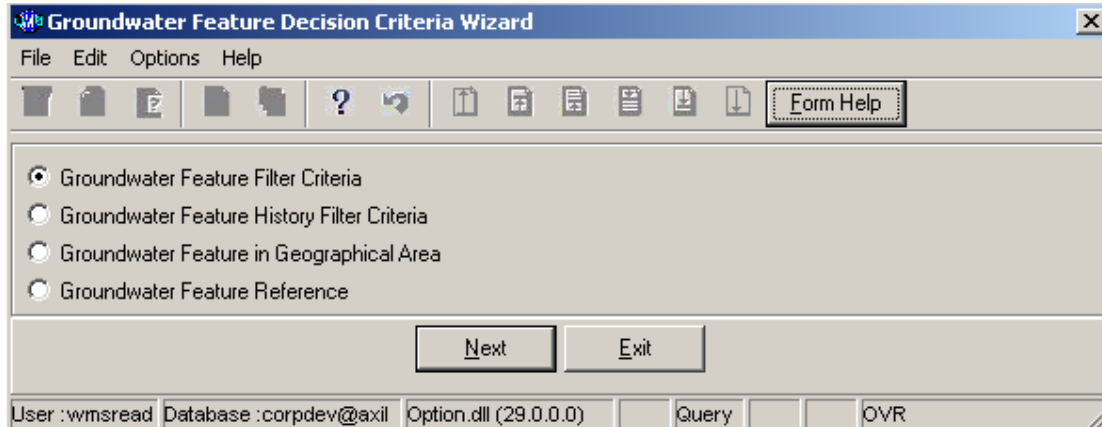 Groundwater Feature Decision Criteria Wizard
File Edit Options Help
Form Help
Groundwater Feature Filter Criteria
Groundwater Feature History Filter Criteria
Groundwater Feature in Geographical Area
Groundwater Feature Reference
Next Exit
User :wmsread Database :corpdev@axil Option.dll (29.0.0.0) Query OVR